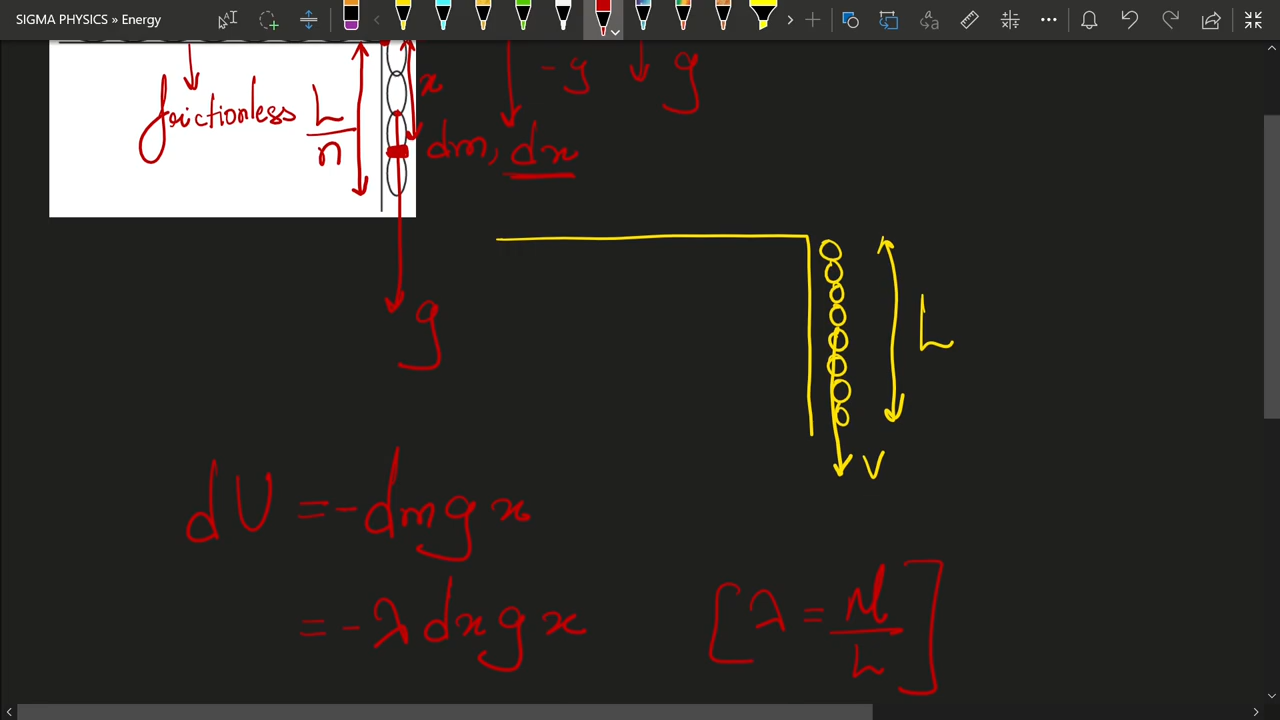 SIGMA PHYSICS » Energy
frictionless
L/n
x
-g
g
dm, dx
g
L
v
dU = -dmgx
= -λdxgx [λ = M/L]